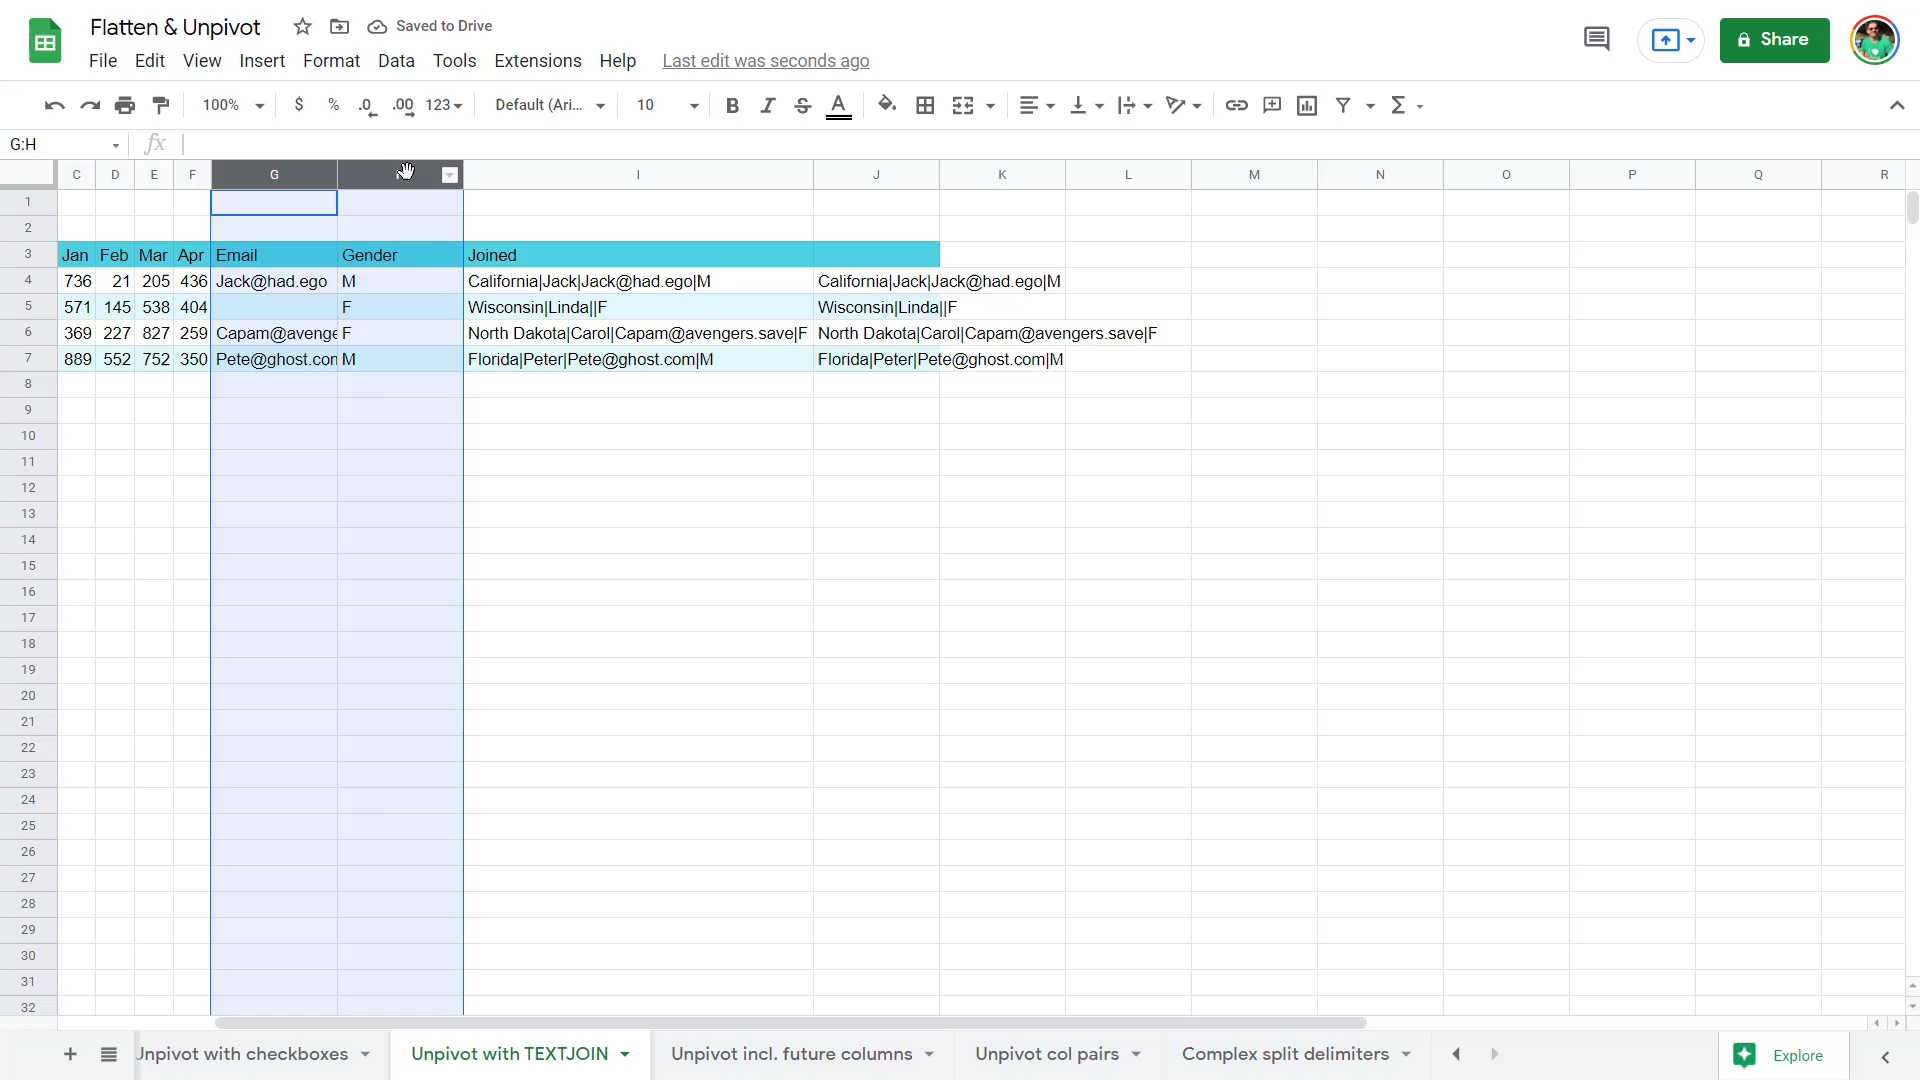 Flatten & Unpivot Saved to Drive
File Edit View Insert Format Data Tools Extensions Help Last edit was seconds ago
Share
100% $ % .0 .00 123 Default (Ari... 10 B I S A Σ
G:H fx
C D E F G I J K L M N O P Q R
1
2
3 Jan Feb Mar Apr Email Gender Joined
4 736 21 205 436 Jack@had.ego M California|Jack|Jack@had.ego|M California|Jack|Jack@had.ego|M
5 571 145 538 404 F Wisconsin|Linda||F Wisconsin|Linda||F
6 369 227 827 259 Capam@avenge F North Dakota|Carol|Capam@avengers.save|F North Dakota|Carol|Capam@avengers.save|F
7 889 552 752 350 Pete@ghost.com M Florida|Peter|Pete@ghost.com|M Florida|Peter|Pete@ghost.com|M
8
9
10
11
12
13
14
15
16
17
18
19
20
21
22
23
24
25
26
27
28
29
30
31
32
Unpivot with checkboxes Unpivot with TEXTJOIN Unpivot incl. future columns Unpivot col pairs Complex split delimiters Explore